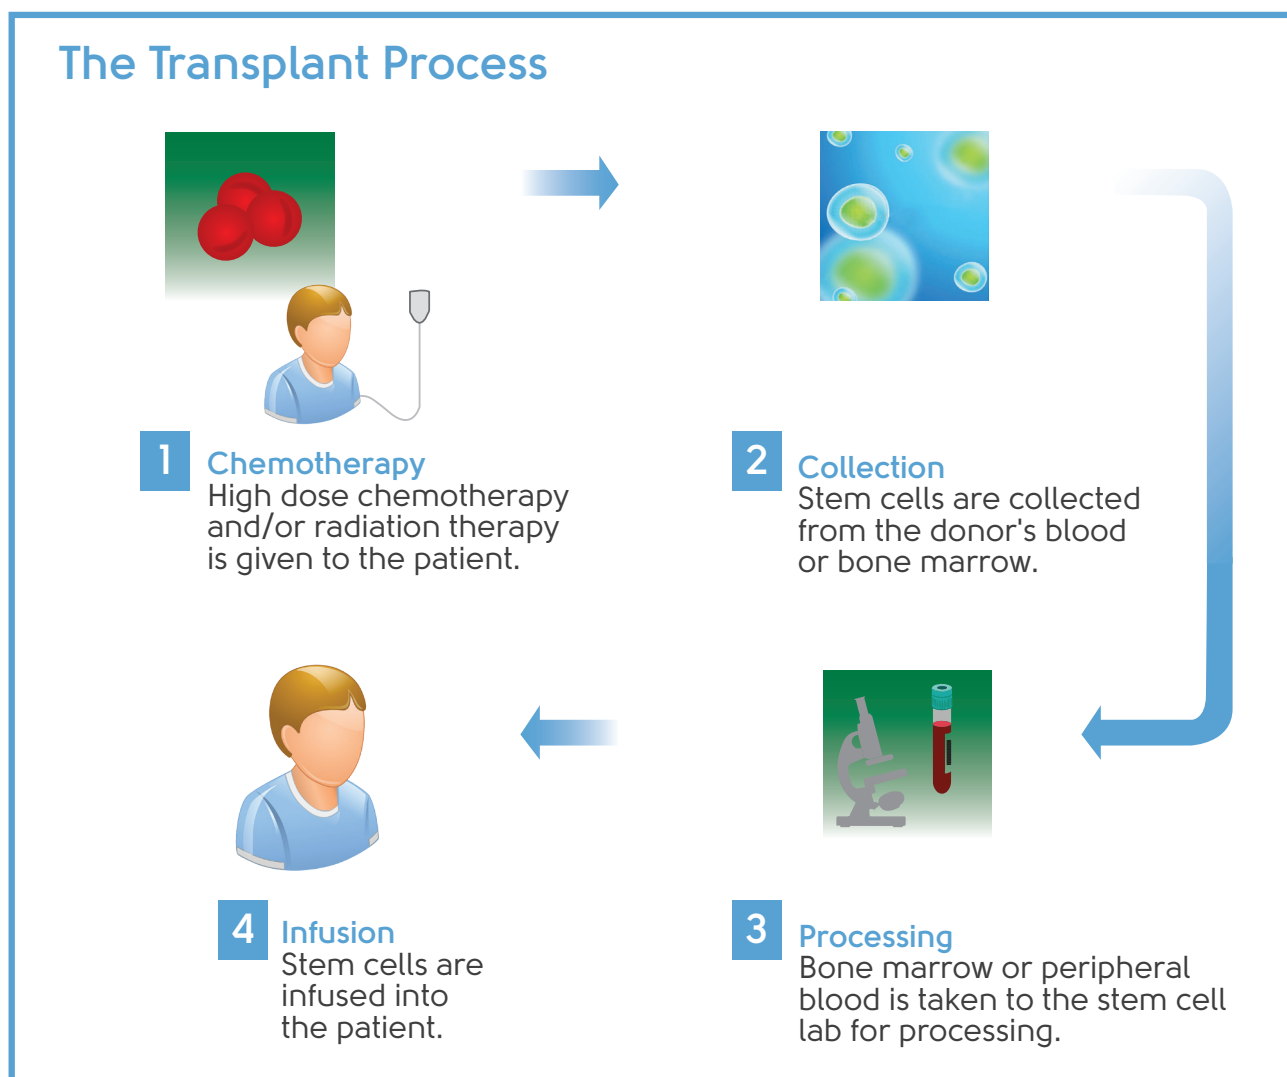 The Transplant Process
1
Chemotherapy
High dose chemotherapy
and/or radiation therapy
is given to the patient.
2
Collection
Stem cells are collected
from the donor's blood
or bone marrow.
3
Processing
Bone marrow or peripheral
blood is taken to the stem cell
lab for processing.
4
Infusion
Stem cells are
infused into
the patient.